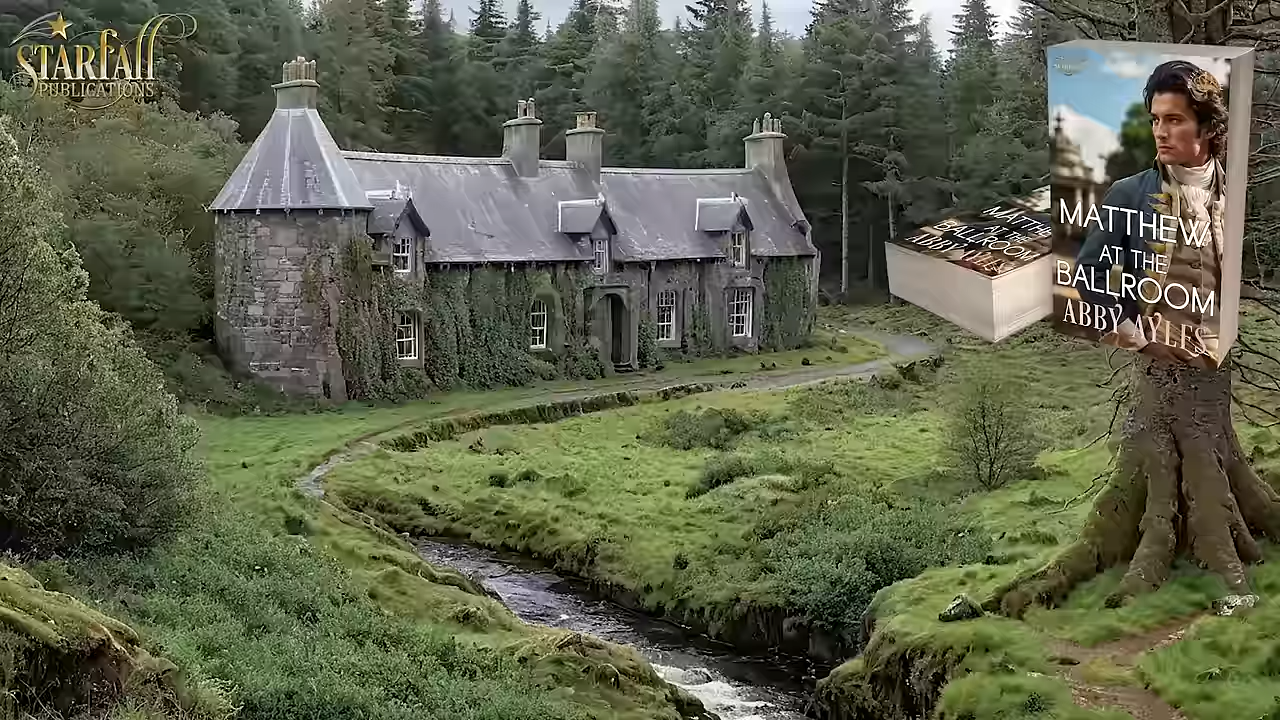 STARfAll
PUBLICATIONS
MATTHEW
AT THE
BALLROOM
ABBY AYLES
MATTHEW
AT THE
BALLROOM
ABBY AYLES